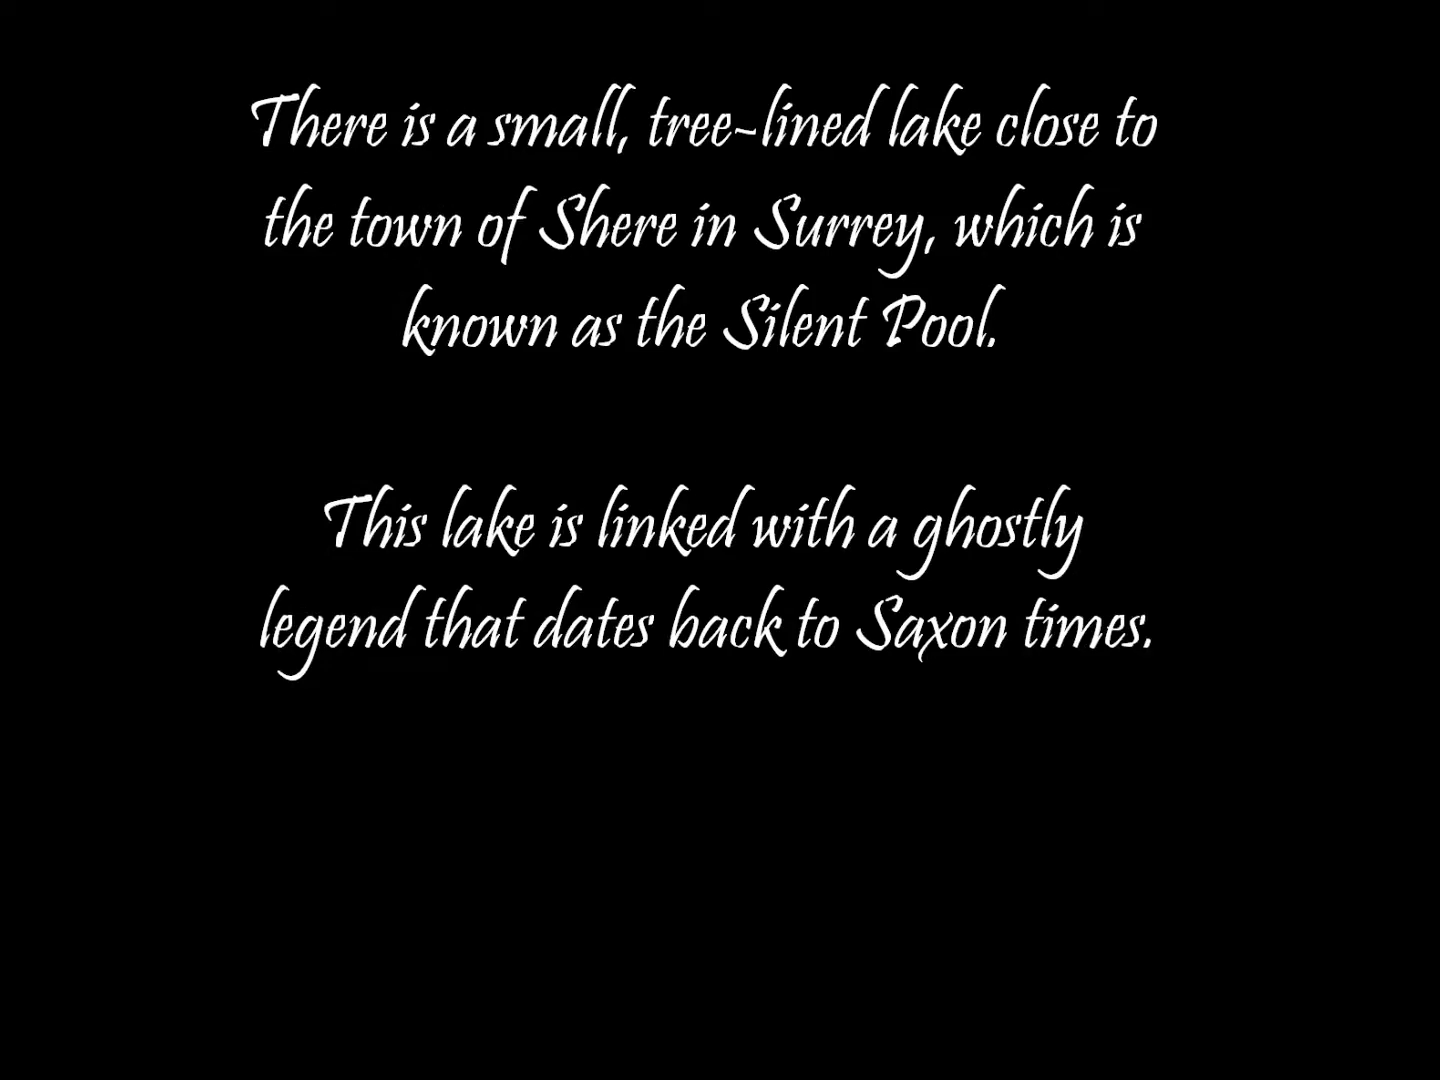 There is a small, tree-lined lake close to
the town of Shere in Surrey, which is
known as the Silent Pool.
This lake is linked with a ghostly
legend that dates back to Saxon times.